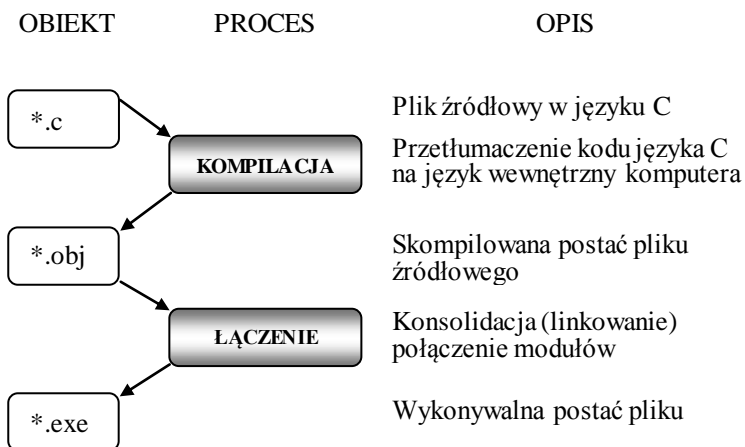 OBIEKT PROCES OPIS
*.c
Plik źródłowy w języku C
KOMPILACJA
Przetłumaczenie kodu języka C
na język wewnętrzny komputera
*.obj
Skompilowana postać pliku
źródłowego
ŁĄCZENIE
Konsolidacja (linkowanie)
połączenie modułów
*.exe
Wykonywalna postać pliku